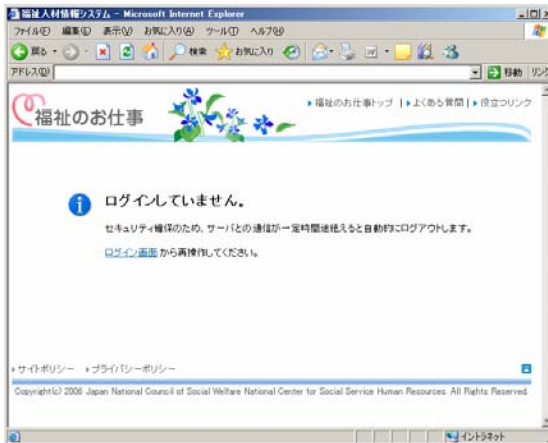 福祉人材情報システム - Microsoft Internet Explorer
ファイル(F) 編集(E) 表示(V) お気に入り(A) ツール(T) ヘルプ(H)
戻る 検索 お気に入り
アドレス(D) 移動 リンク
福祉のお仕事
福祉のお仕事トップ | よくある質問 | 役立つリンク
ログインしていません。
セキュリティ確保のため、サーバとの通信が一定時間途絶えると自動的にログアウトします。
ログイン画面 から再操作してください。
サイトポリシー プライバシーポリシー
Copyright(c) 2006 Japan National Council of Social Welfare National Center for Social Service Human Resources. All Rights Reserved.
イントラネット